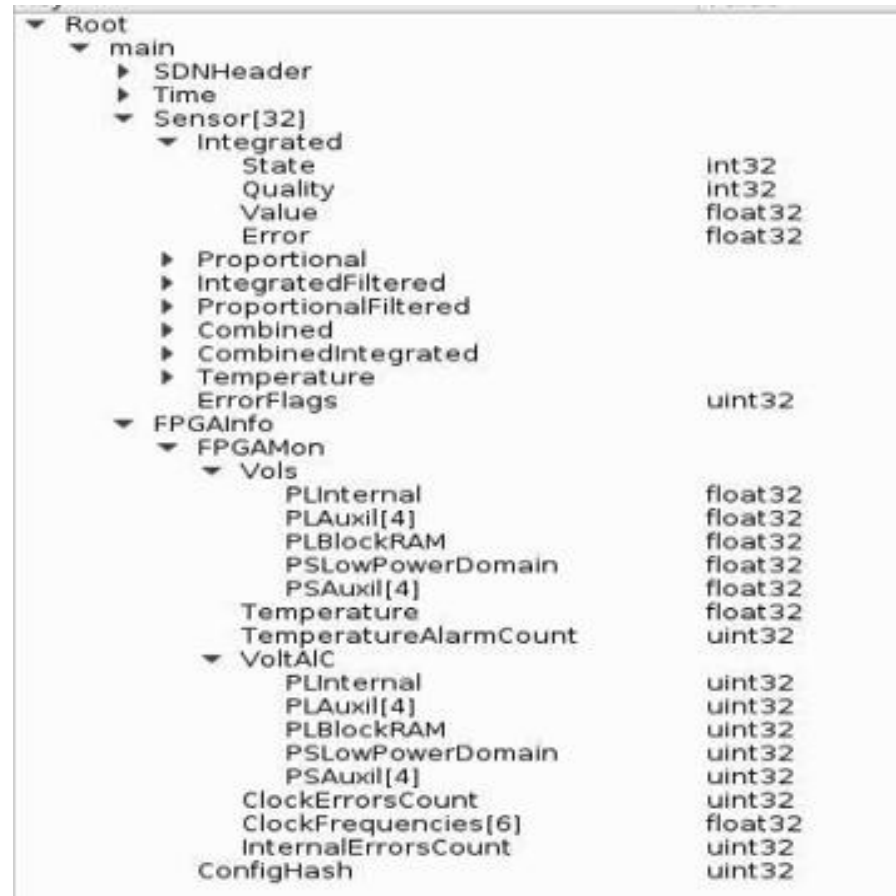 Root
main
SDNHeader
Time
Sensor[32]
Integrated
State int32
Quality int32
Value float32
Error float32
Proportional
IntegratedFiltered
ProportionalFiltered
Combined
CombinedIntegrated
Temperature
ErrorFlags uint32
FPGAInfo
FPGAMon
Vols
PLInternal float32
PLAuxil[4] float32
PLBlockRAM float32
PSLowPowerDomain float32
PSAuxil[4] float32
Temperature float32
TemperatureAlarmCount uint32
VoltAlC
PLInternal uint32
PLAuxil[4] uint32
PLBlockRAM uint32
PSLowPowerDomain uint32
PSAuxil[4] uint32
ClockErrorsCount uint32
ClockFrequencies[6] float32
InternalErrorsCount uint32
ConfigHash uint32